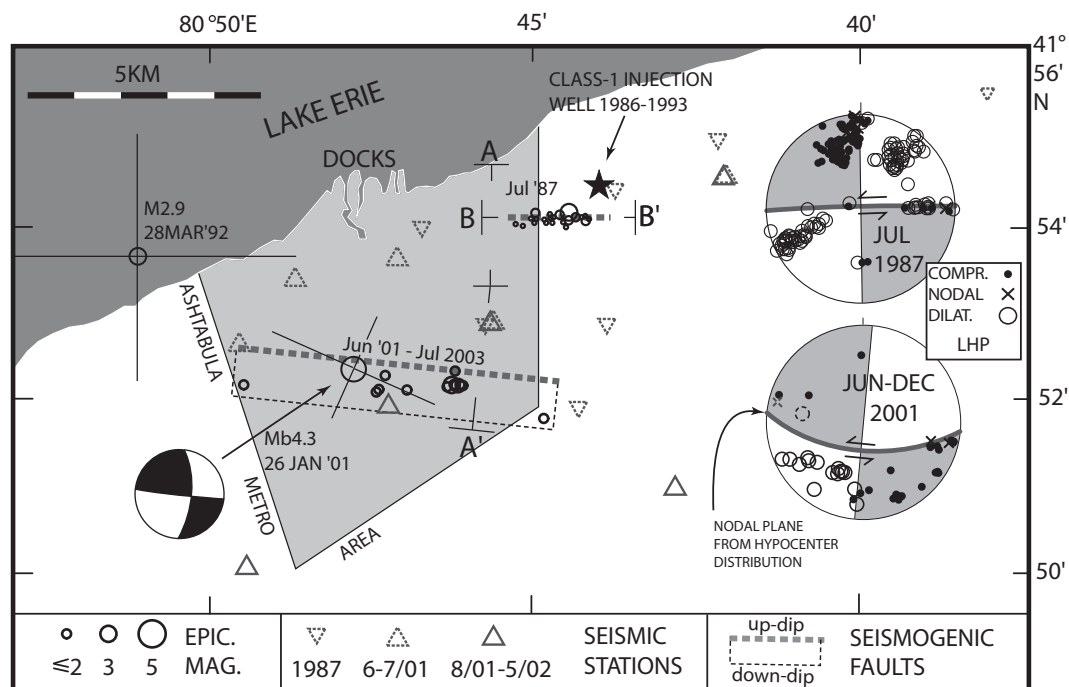 80°50'E
45'
40'
41°
56'
N
5KM
LAKE ERIE
CLASS-1 INJECTION
WELL 1986-1993
DOCKS
A
Jul '87
B
B'
M2.9
28MAR'92
54'
JUL
1987
COMPR.
NODAL
DILAT.
LHP
ASHTABULA
METRO
AREA
Jun '01 - Jul 2003
JUN-DEC
2001
52'
Mb4.3
26 JAN '01
A'
NODAL PLANE
FROM HYPOCENTER
DISTRIBUTION
50'
EPIC.
MAG.
≤2 3 5
1987 6-7/01 8/01-5/02
SEISMIC
STATIONS
up-dip
down-dip
SEISMOGENIC
FAULTS